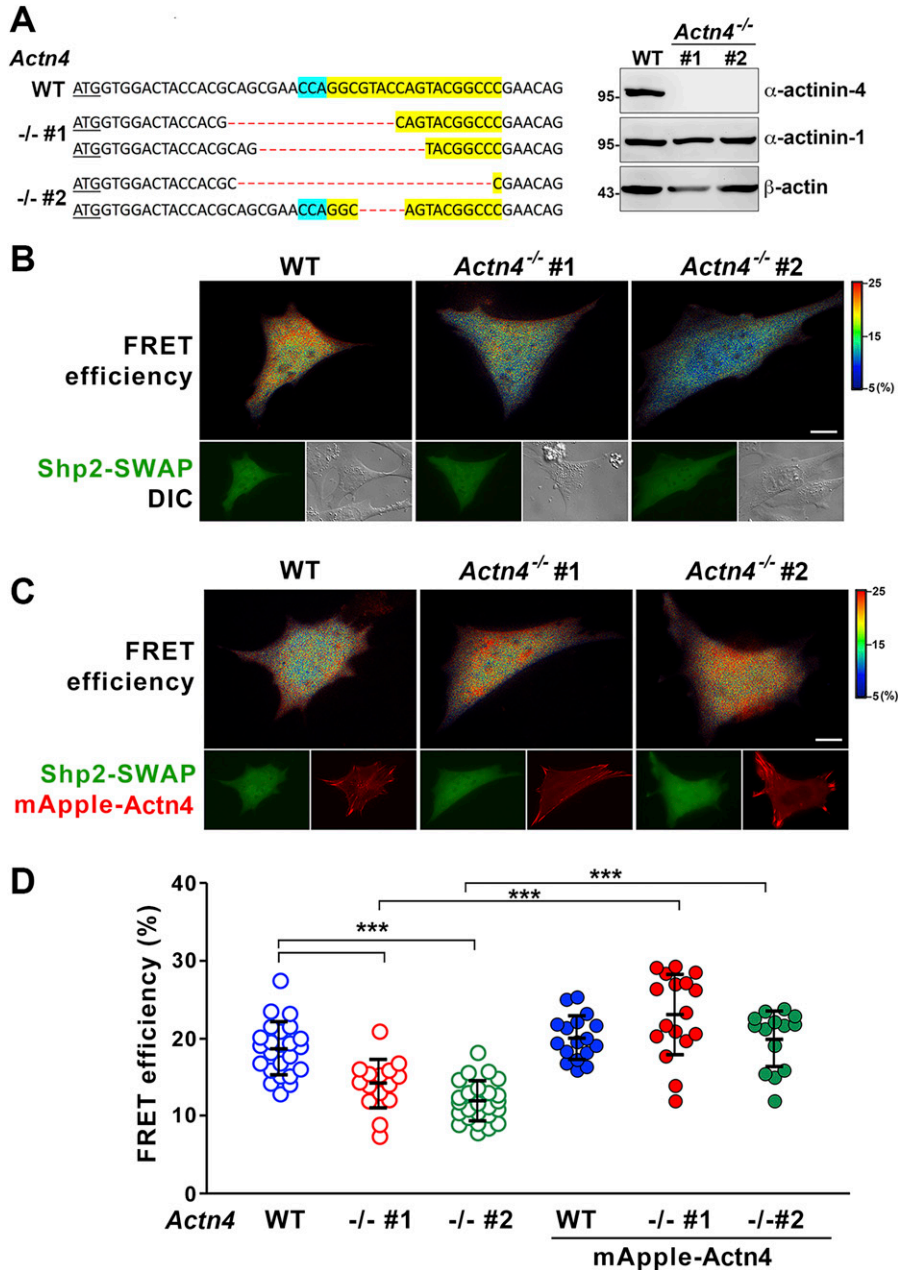 A
Actn4
WT ATGGTGGACTACCACGCAGCGAACCAGGCGTACCAGTACGGCCCGAACAG
-/- #1 ATGGTGGACTACCACG----------------------CAGTACGGCCCGAACAG
ATGGTGGACTACCACGCAG----------------------TACGGCCCGAACAG
-/- #2 ATGGTGGACTACCACGC----------------------------------CGAACAG
ATGGTGGACTACCACGCAGCGAACCAGGC-----AGTACGGCCCGAACAG
Actn4-/-
WT #1 #2
95- α-actinin-4
95- α-actinin-1
43- β-actin
B
WT Actn4-/- #1 Actn4-/- #2
FRET
efficiency
25
15
5(%)
Shp2-SWAP
DIC
C
WT Actn4-/- #1 Actn4-/- #2
FRET
efficiency
25
15
5(%)
Shp2-SWAP
mApple-Actn4
D
FRET efficiency (%)
40
30
20
10
0
***
***
***
Actn4 WT -/- #1 -/- #2 WT -/- #1 -/-#2
mApple-Actn4